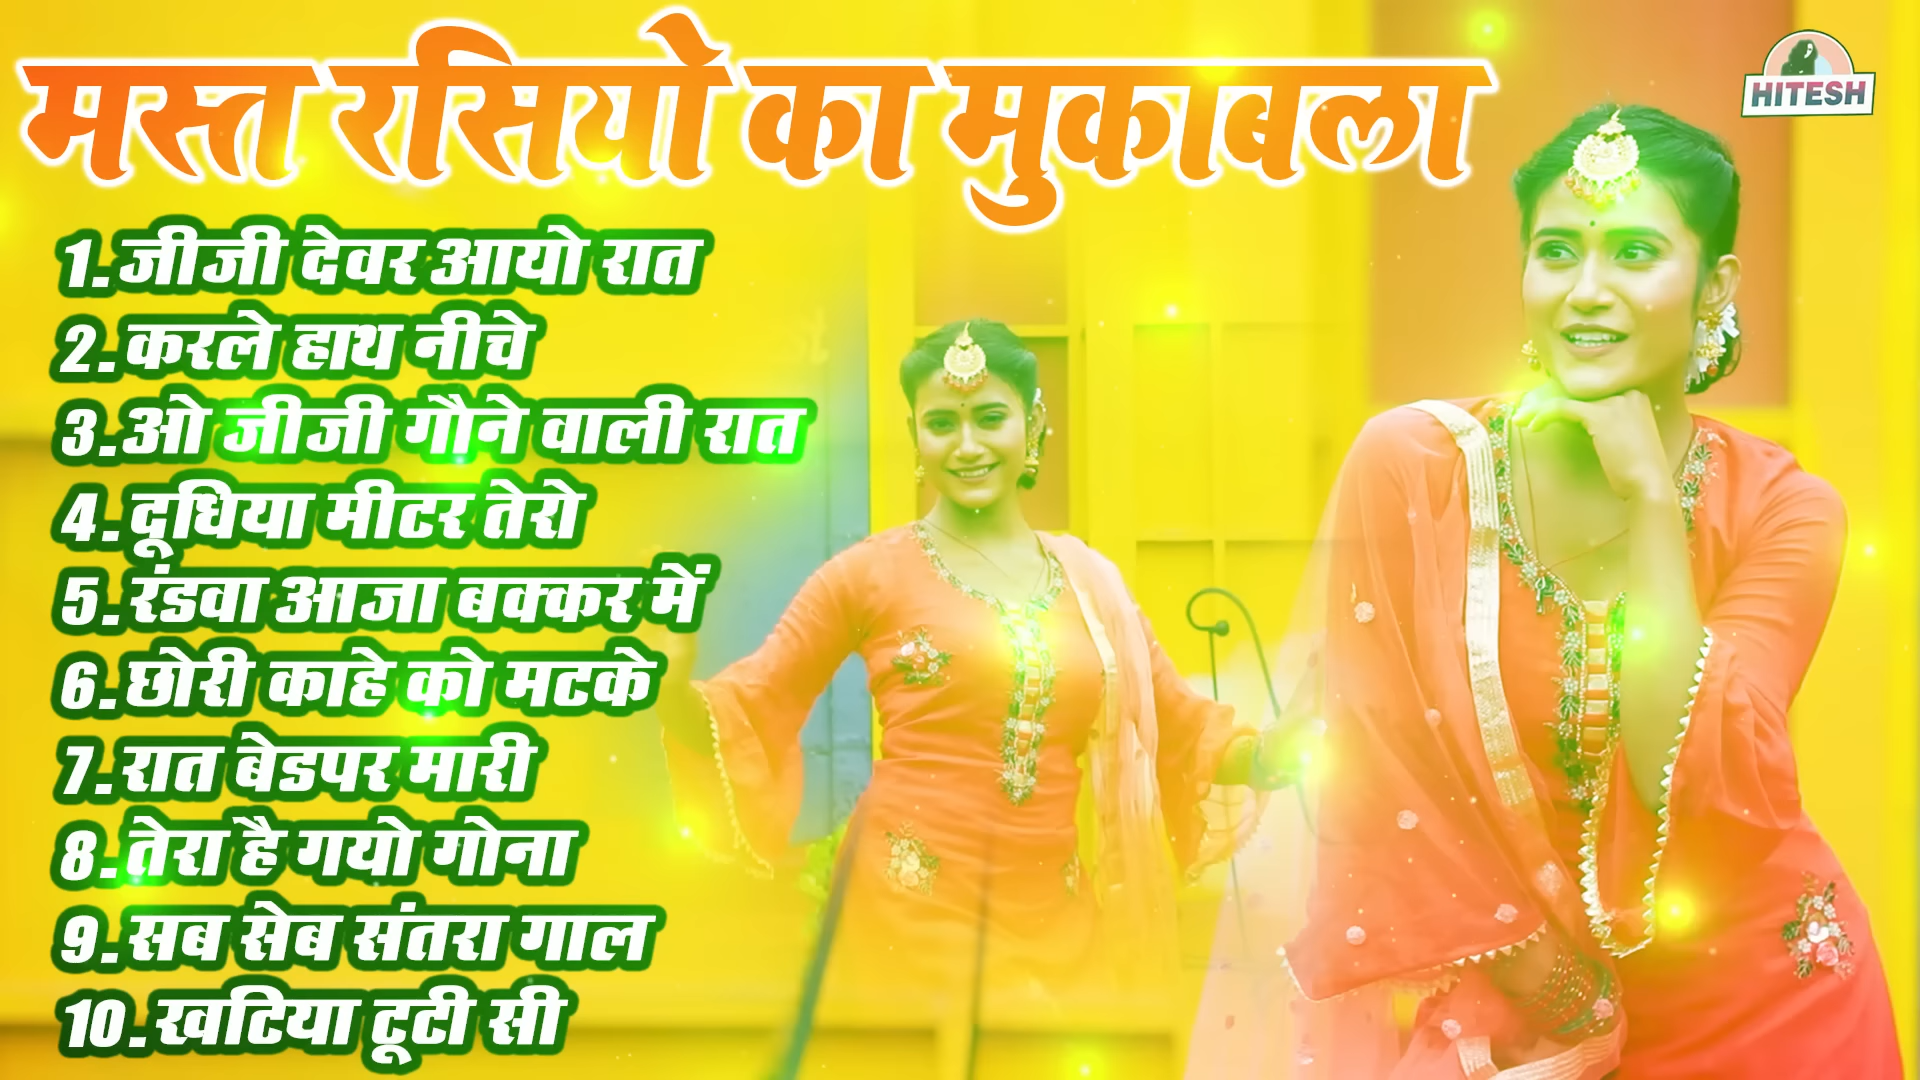 मस्त रसियो का मुकाबला
HITESH
1.जीजी देवर आयो रात
2.करले हाथ नीचे
3.ओ जीजी गौने वाली रात
4.दूधिया मीटर तेरो
5.रंडवा आजा बक्कर में
6.छोरी काहे को मटके
7.रात बेडपर मारी
8.तेरा है गयो गोना
9.सब सेब संतरा गाल
10.खटिया टूटी सी